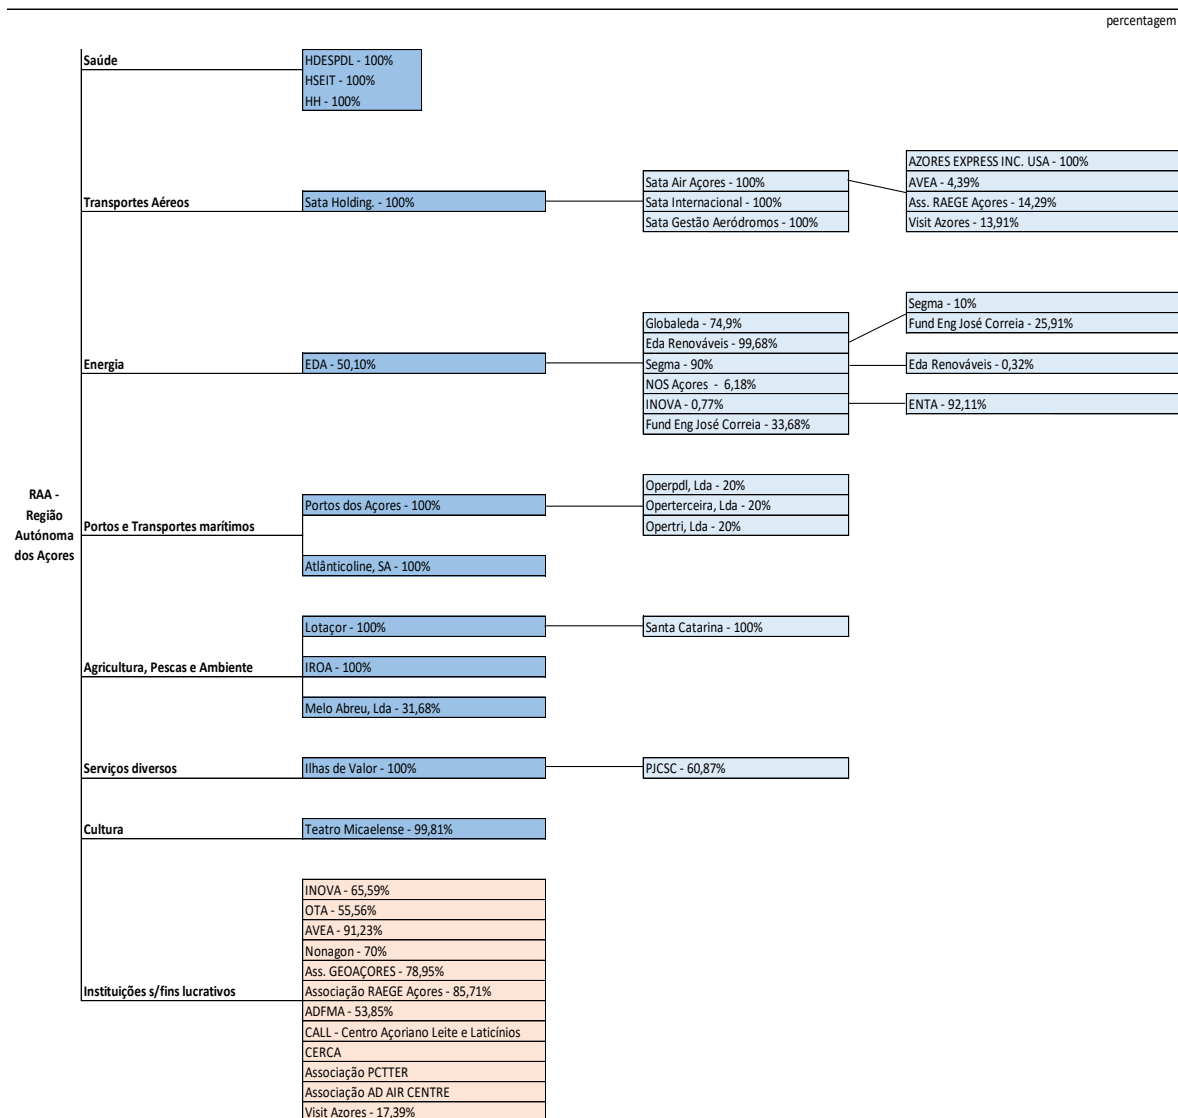 percentagem
Saúde
HDESPDL - 100%
HSEIT - 100%
HH - 100%
Transportes Aéreos
Sata Holding. - 100%
Sata Air Açores - 100%
Sata Internacional - 100%
Sata Gestão Aeródromos - 100%
AZORES EXPRESS INC. USA - 100%
AVEA - 4,39%
Ass. RAEGE Açores - 14,29%
Visit Azores - 13,91%
Energia
EDA - 50,10%
Globaleda - 74,9%
Eda Renováveis - 99,68%
Segma - 90%
NOS Açores - 6,18%
INOVA - 0,77%
Fund Eng José Correia - 33,68%
Segma - 10%
Fund Eng José Correia - 25,91%
Eda Renováveis - 0,32%
ENTA - 92,11%
RAA -
Região
Autónoma
dos Açores
Portos e Transportes marítimos
Portos dos Açores - 100%
Operpdl, Lda - 20%
Operterceira, Lda - 20%
Opertri, Lda - 20%
Atlânticoline, SA - 100%
Agricultura, Pescas e Ambiente
Lotaçor - 100%
Santa Catarina - 100%
IROA - 100%
Melo Abreu, Lda - 31,68%
Serviços diversos
Ilhas de Valor - 100%
PJCSC - 60,87%
Cultura
Teatro Micaelense - 99,81%
Instituições s/fins lucrativos
INOVA - 65,59%
OTA - 55,56%
AVEA - 91,23%
Nonagon - 70%
Ass. GEOAÇORES - 78,95%
Associação RAEGE Açores - 85,71%
ADFMA - 53,85%
CALL - Centro Açoriano Leite e Laticínios
CERCA
Associação PCTTER
Associação AD AIR CENTRE
Visit Azores - 17,39%